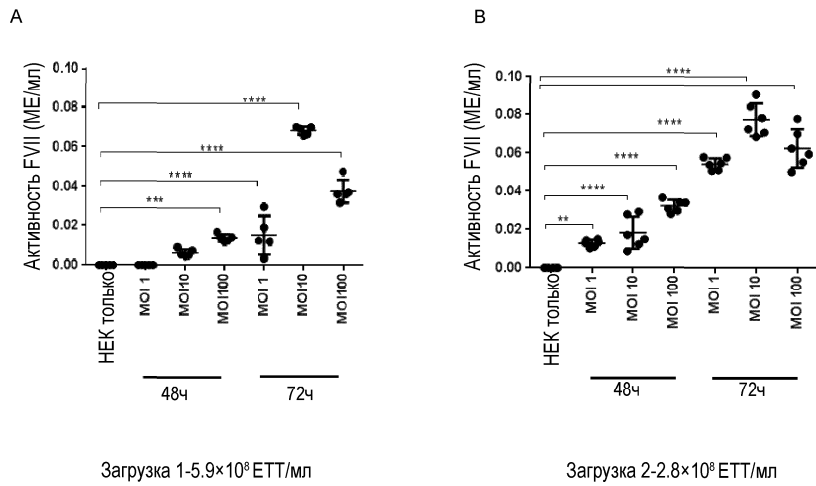 A
B
Активность FVII (МЕ/мл)
0.10
0.08
0.06
0.04
0.02
0.00
****
****
****
***
НЕК только
MOI 1
MOI10
MOI100
MOI 1
MOI10
MOI100
48ч
72ч
Загрузка 1-5.9×10⁸ ЕТТ/мл
Активность FVII (МЕ/мл)
0.10
0.08
0.06
0.04
0.02
0.00
****
****
****
****
**
НЕК только
MOI 1
MOI 10
MOI 100
MOI 1
MOI 10
MOI 100
48ч
72ч
Загрузка 2-2.8×10⁸ ЕТТ/мл